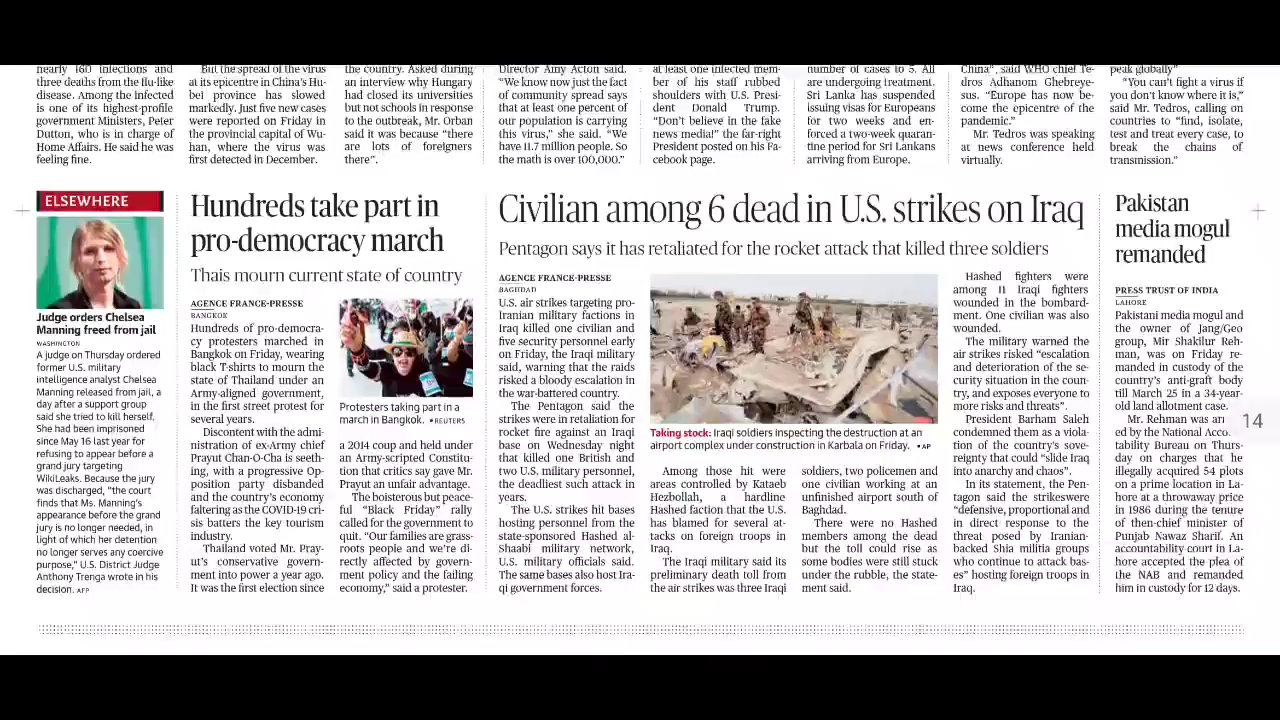 nearly 160 infections and
three deaths from the flu-like
disease. Among the infected
is one of its highest-profile
government Ministers, Peter
Dutton, who is in charge of
Home Affairs. He said he was
feeling fine.
But the spread of the virus
at its epicentre in China's Hu-
bei province has slowed
markedly. Just five new cases
were reported on Friday in
the provincial capital of Wu-
han, where the virus was
first detected in December.
the country. Asked during
an interview why Hungary
had closed its universities
but not schools in response
to the outbreak, Mr. Orban
said it was because “there
are lots of foreigners
there”.
Director Amy Acton said.
“We know now just the fact
of community spread says
that at least one percent of
our population is carrying
this virus,” she said. “We
have 11.7 million people. So
the math is over 100,000.”
at least one infected mem-
ber of his staff rubbed
shoulders with U.S. Presi-
dent Donald Trump.
“Don't believe in the fake
news media!” the far-right
President posted on his Fa-
cebook page.
number of cases to 5. All
are undergoing treatment.
Sri Lanka has suspended
issuing visas for Europeans
for two weeks and en-
forced a two-week quaran-
tine period for Sri Lankans
arriving from Europe.
China”, said WHO chief Te-
dros Adhanom Ghebreye-
sus. “Europe has now be-
come the epicentre of the
pandemic.”
Mr. Tedros was speaking
at news conference held
virtually.
peak globally”
“You can't fight a virus if
you don't know where it is,”
said Mr. Tedros, calling on
countries to “find, isolate,
test and treat every case, to
break the chains of
transmission.”
ELSEWHERE
Judge orders Chelsea
Manning freed from jail
WASHINGTON
A judge on Thursday ordered
former U.S. military
intelligence analyst Chelsea
Manning released from jail, a
day after a support group
said she tried to kill herself.
She had been imprisoned
since May 16 last year for
refusing to appear before a
grand jury targeting
WikiLeaks. Because the jury
was discharged, “the court
finds that Ms. Manning's
appearance before the grand
jury is no longer needed, in
light of which her detention
no longer serves any coercive
purpose,” U.S. District Judge
Anthony Trenga wrote in his
decision. AFP
Hundreds take part in
pro-democracy march
Thais mourn current state of country
AGENCE FRANCE-PRESSE
BANGKOK
Hundreds of pro-democra-
cy protesters marched in
Bangkok on Friday, wearing
black T-shirts to mourn the
state of Thailand under an
Army-aligned government,
in the first street protest for
several years.
Discontent with the admi-
nistration of ex-Army chief
Prayut Chan-O-Cha is seeth-
ing, with a progressive Op-
position party disbanded
and the country's economy
faltering as the COVID-19 cri-
sis batters the key tourism
industry.
Thailand voted Mr. Pray-
ut's conservative govern-
ment into power a year ago.
It was the first election since
Protesters taking part in a
march in Bangkok. •REUTERS
a 2014 coup and held under
an Army-scripted Constitu-
tion that critics say gave Mr.
Prayut an unfair advantage.
The boisterous but peace-
ful “Black Friday” rally
called for the government to
quit. “Our families are grass-
roots people and we're di-
rectly affected by govern-
ment policy and the failing
economy,” said a protester.
Civilian among 6 dead in U.S. strikes on Iraq
Pentagon says it has retaliated for the rocket attack that killed three soldiers
AGENCE FRANCE-PRESSE
BAGHDAD
U.S. air strikes targeting pro-
Iranian military factions in
Iraq killed one civilian and
five security personnel early
on Friday, the Iraqi military
said, warning that the raids
risked a bloody escalation in
the war-battered country.
The Pentagon said the
strikes were in retaliation for
rocket fire against an Iraqi
base on Wednesday night
that killed one British and
two U.S. military personnel,
the deadliest such attack in
years.
The U.S. strikes hit bases
hosting personnel from the
state-sponsored Hashed al-
Shaabi military network,
U.S. military officials said.
The same bases also host Ira-
qi government forces.
Taking stock: Iraqi soldiers inspecting the destruction at an
airport complex under construction in Karbala on Friday. •AP
Among those hit were
areas controlled by Kataeb
Hezbollah, a hardline
Hashed faction that the U.S.
has blamed for several at-
tacks on foreign troops in
Iraq.
The Iraqi military said its
preliminary death toll from
the air strikes was three Iraqi
soldiers, two policemen and
one civilian working at an
unfinished airport south of
Baghdad.
There were no Hashed
members among the dead
but the toll could rise as
some bodies were still stuck
under the rubble, the state-
ment said.
Hashed fighters were
among 11 Iraqi fighters
wounded in the bombard-
ment. One civilian was also
wounded.
The military warned the
air strikes risked “escalation
and deterioration of the se-
curity situation in the coun-
try, and exposes everyone to
more risks and threats”.
President Barham Saleh
condemned them as a viola-
tion of the country's sove-
reignty that could “slide Iraq
into anarchy and chaos”.
In its statement, the Pen-
tagon said the strikeswere
“defensive, proportional and
in direct response to the
threat posed by Iranian-
backed Shia militia groups
who continue to attack bas-
es” hosting foreign troops in
Iraq.
Pakistan
media mogul
remanded
PRESS TRUST OF INDIA
LAHORE
Pakistani media mogul and
the owner of Jang/Geo
group, Mir Shakilur Reh-
man, was on Friday re-
manded in custody of the
country's anti-graft body
till March 25 in a 34-year-
old land allotment case.
Mr. Rehman was arr
ed by the National Acco
tability Bureau on Thurs-
day on charges that he
illegally acquired 54 plots
on a prime location in La-
hore at a throwaway price
in 1986 during the tenure
of then-chief minister of
Punjab Nawaz Sharif. An
accountability court in La-
hore accepted the plea of
the NAB and remanded
him in custody for 12 days.
14